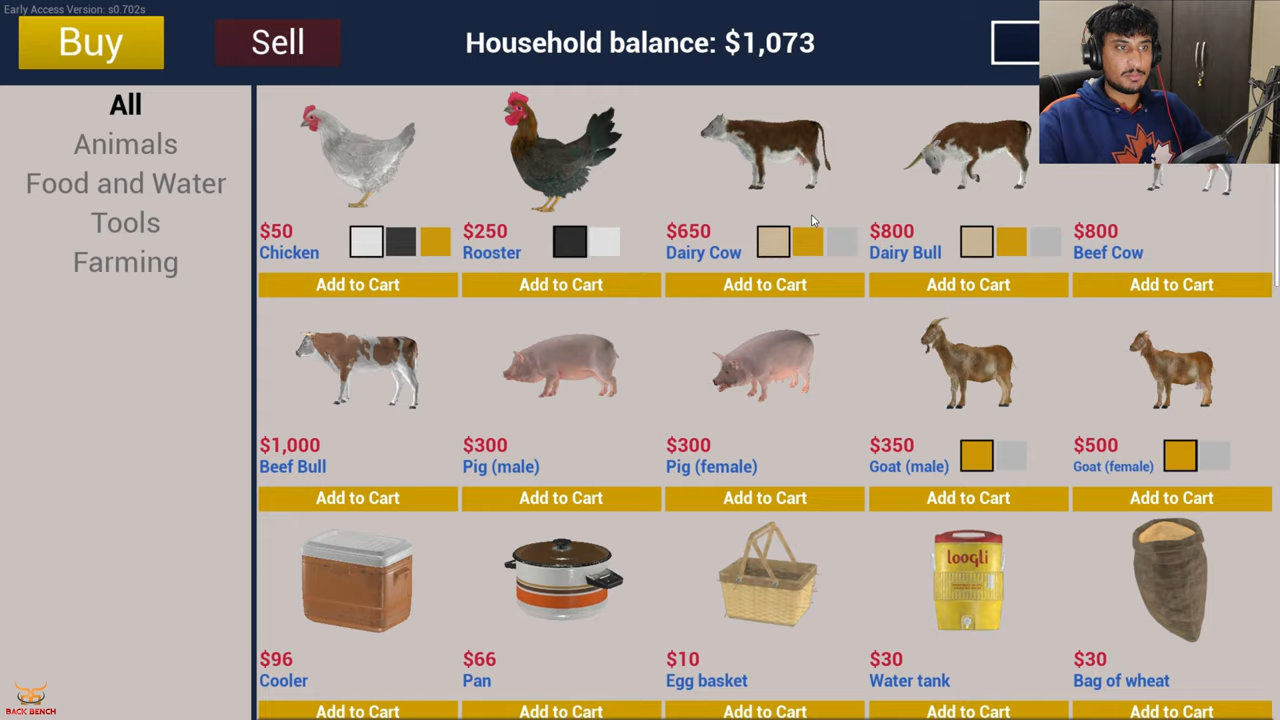 Early Access Version: s0.702s
Buy
Sell
Household balance: $1,073
All
Animals
Food and Water
Tools
Farming
$50
Chicken
$250
Rooster
$650
Dairy Cow
$800
Dairy Bull
$800
Beef Cow
Add to Cart
Add to Cart
Add to Cart
Add to Cart
Add to Cart
$1,000
Beef Bull
$300
Pig (male)
$300
Pig (female)
$350
Goat (male)
$500
Goat (female)
Add to Cart
Add to Cart
Add to Cart
Add to Cart
Add to Cart
loogli
$96
Cooler
$66
Pan
$10
Egg basket
$30
Water tank
$30
Bag of wheat
Add to Cart
Add to Cart
Add to Cart
Add to Cart
Add to Cart
BACK BENCH